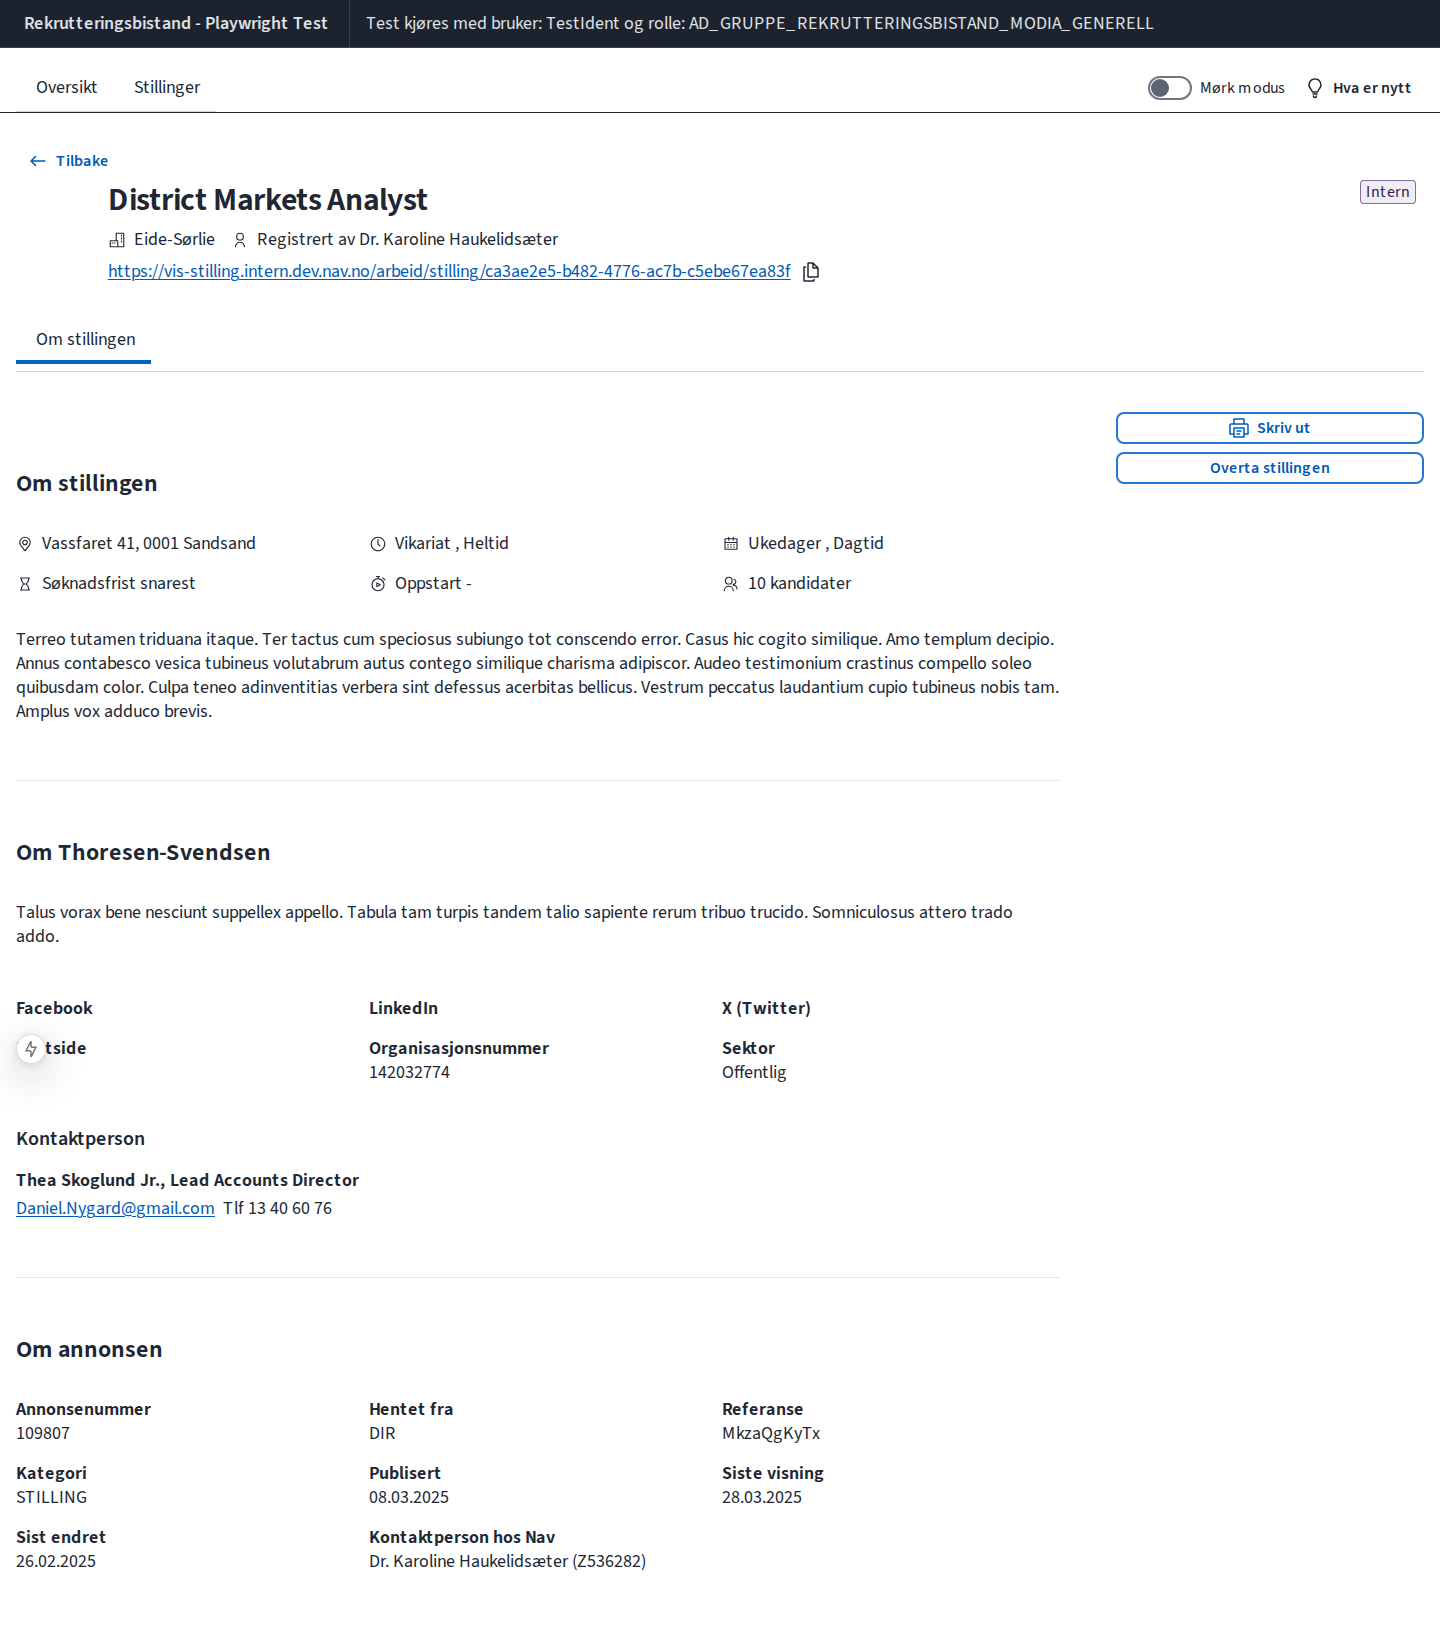 Rekrutteringsbistand - Playwright Test
Test kjøres med bruker: TestIdent og rolle: AD_GRUPPE_REKRUTTERINGSBISTAND_MODIA_GENERELL
Oversikt
Stillinger
Mørk modus
Hva er nytt
Tilbake
District Markets Analyst
Intern
Eide-Sørlie
Registrert av Dr. Karoline Haukelidsæter
https://vis-stilling.intern.dev.nav.no/arbeid/stilling/ca3ae2e5-b482-4776-ac7b-c5ebe67ea83f
Om stillingen
Skriv ut
Overta stillingen
Om stillingen
Vassfaret 41, 0001 Sandsand
Vikariat , Heltid
Ukedager , Dagtid
Søknadsfrist snarest
Oppstart -
10 kandidater
Terreo tutamen triduana itaque. Ter tactus cum speciosus subiungo tot conscendo error. Casus hic cogito similique. Amo templum decipio.
Annus contabesco vesica tubineus volutabrum autus contego similique charisma adipiscor. Audeo testimonium crastinus compello soleo
quibusdam color. Culpa teneo adinventitias verbera sint defessus acerbitas bellicus. Vestrum peccatus laudantium cupio tubineus nobis tam.
Amplus vox adduco brevis.
Om Thoresen-Svendsen
Talus vorax bene nesciunt suppellex appello. Tabula tam turpis tandem talio sapiente rerum tribuo trucido. Somniculosus attero trado
addo.
Facebook
LinkedIn
X (Twitter)
tside
Organisasjonsnummer
142032774
Sektor
Offentlig
Kontaktperson
Thea Skoglund Jr., Lead Accounts Director
Daniel.Nygard@gmail.com Tlf 13 40 60 76
Om annonsen
Annonsenummer
109807
Hentet fra
DIR
Referanse
MkzaQgKyTx
Kategori
STILLING
Publisert
08.03.2025
Siste visning
28.03.2025
Sist endret
26.02.2025
Kontaktperson hos Nav
Dr. Karoline Haukelidsæter (Z536282)